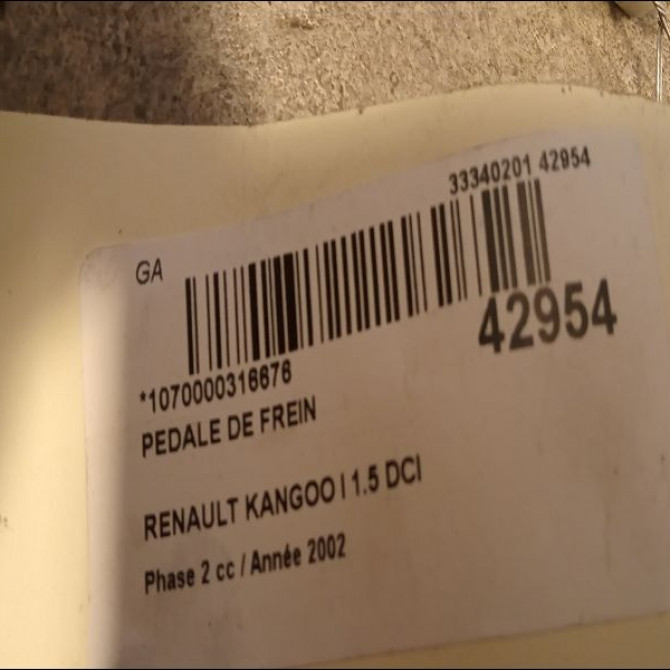 33340201 42954
GA
42954
*1070000316676
PEDALE DE FREIN
RENAULT KANGOO I 1.5 DCI
Phase 2 cc / Année 2002